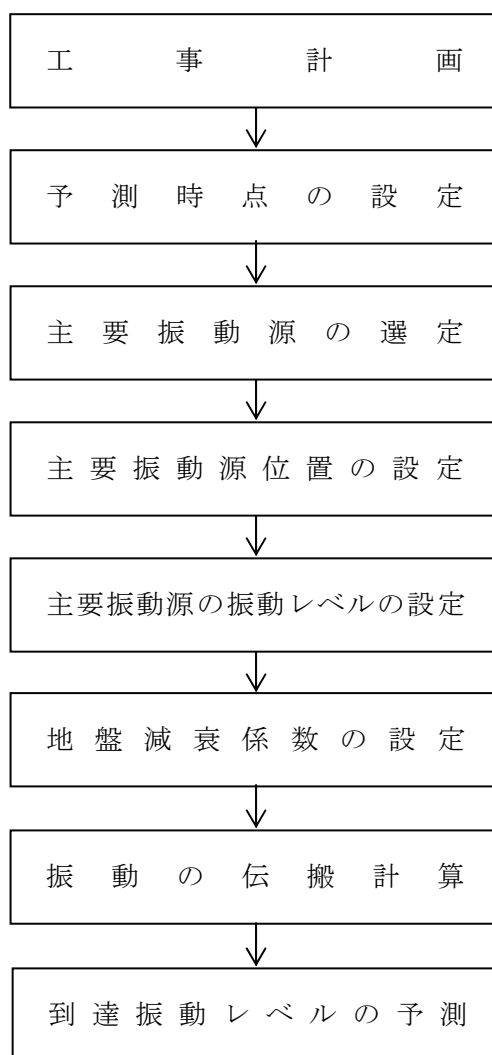 工事計画
予測時点の設定
主要振動源の選定
主要振動源位置の設定
主要振動源の振動レベルの設定
地盤減衰係数の設定
振動の伝搬計算
到達振動レベルの予測